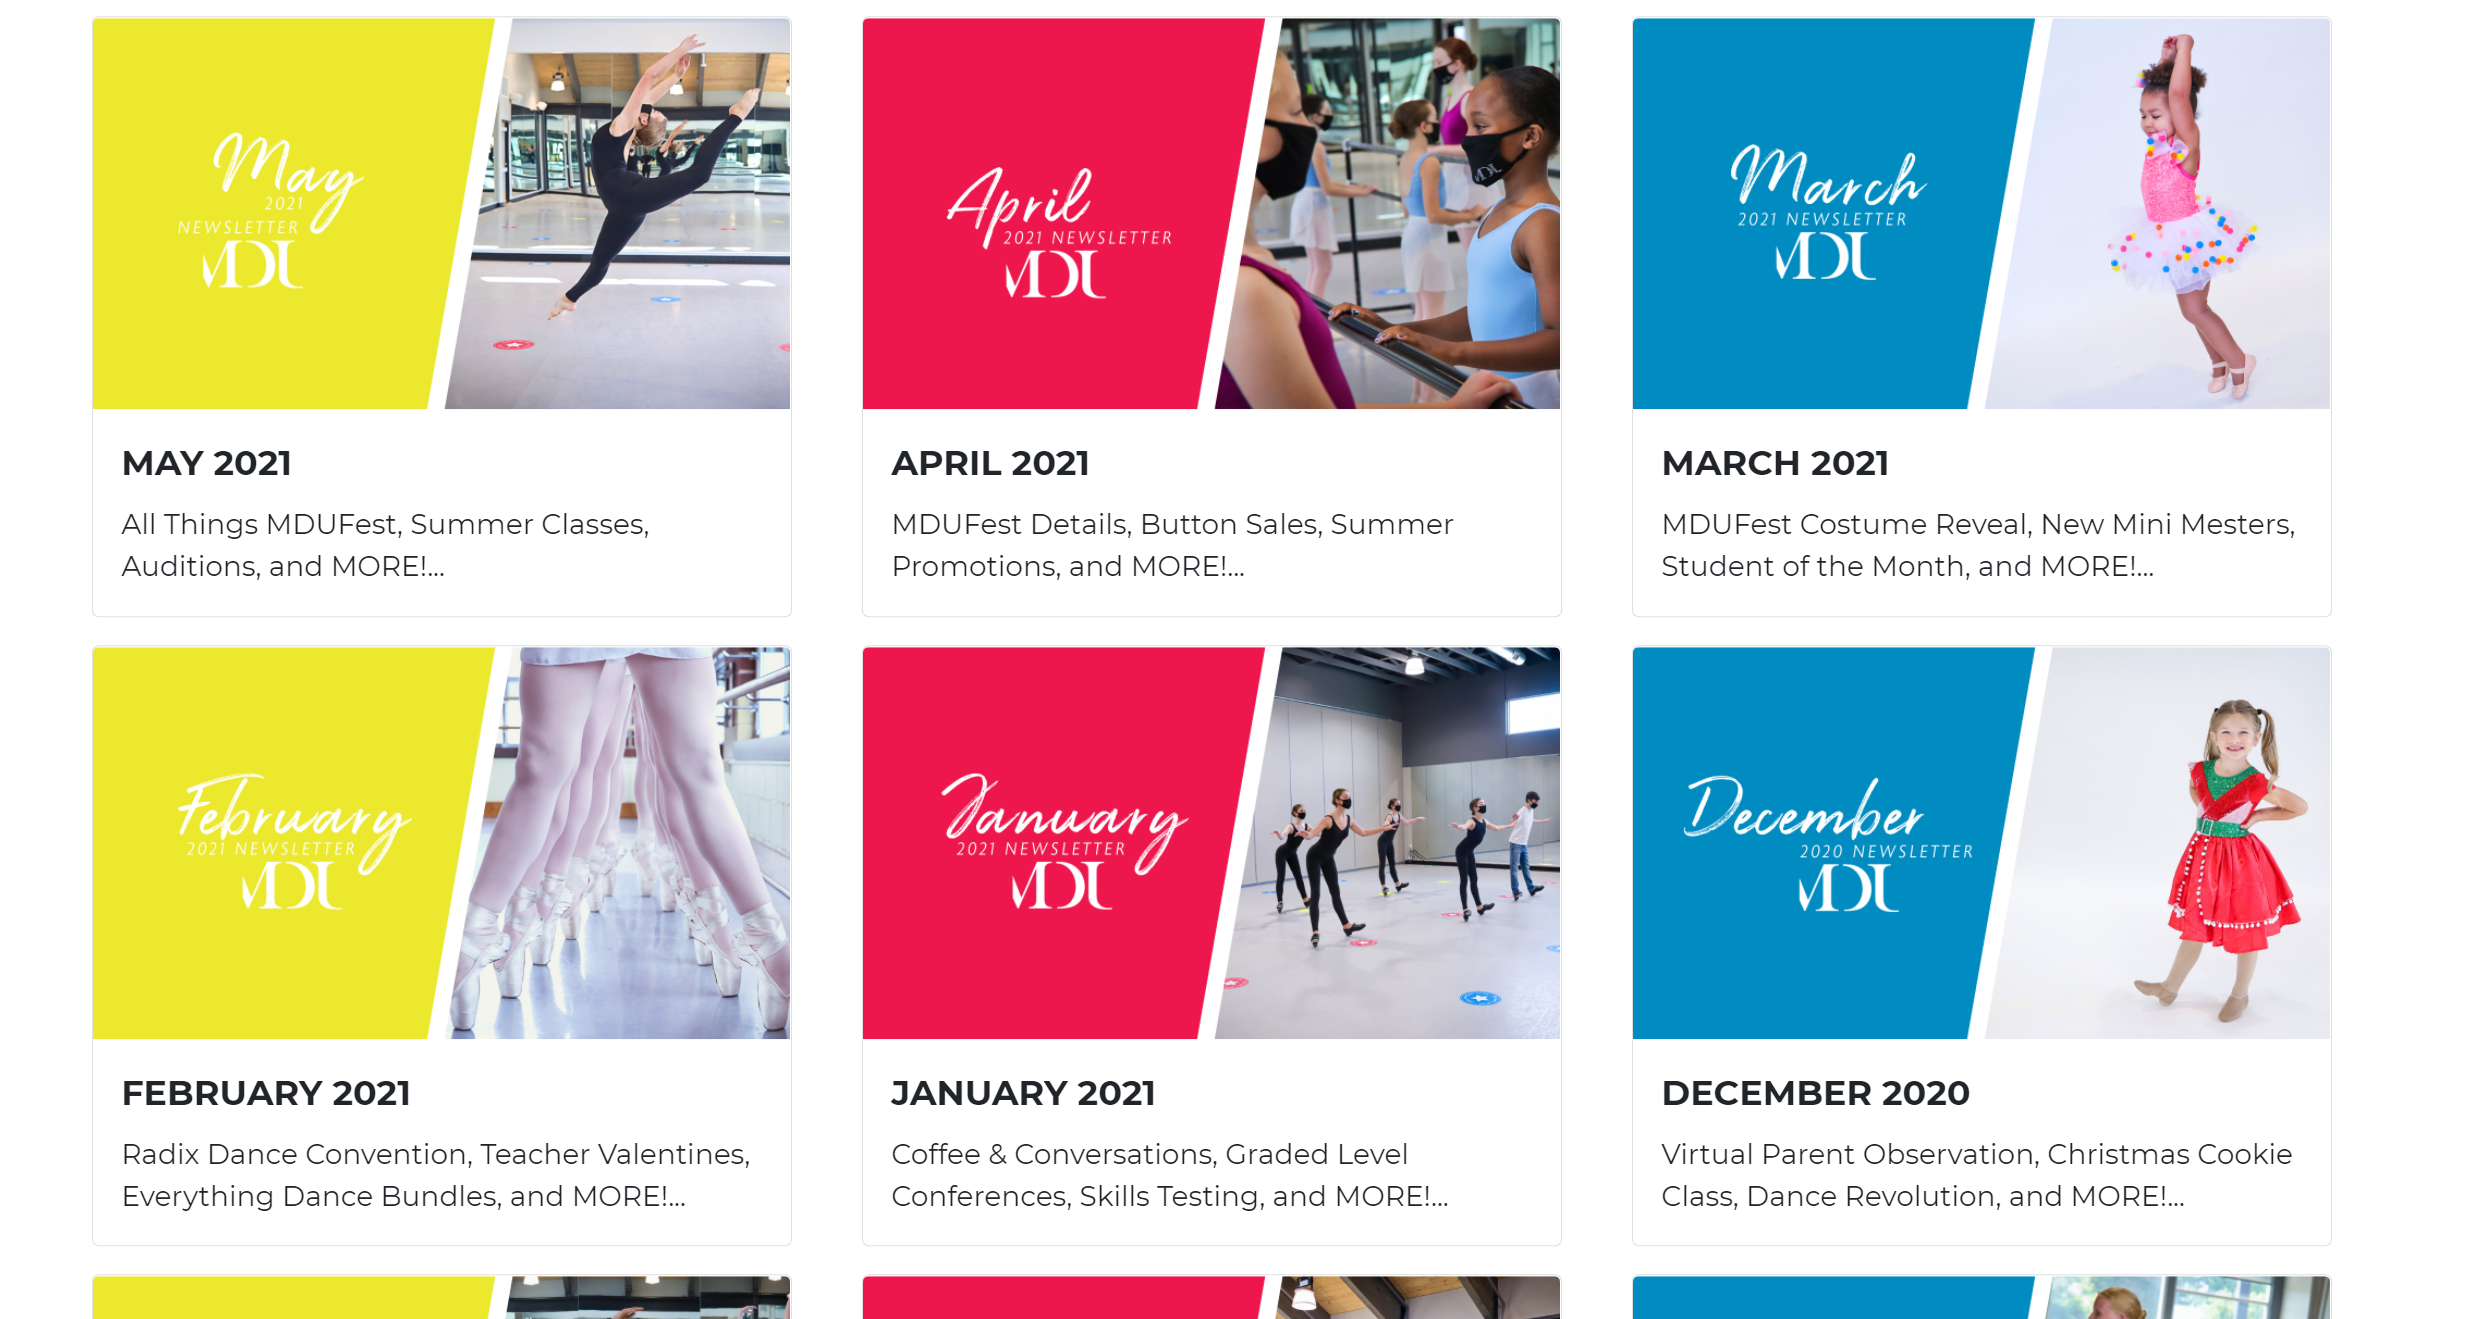 May
2021
NEWSLETTER
MDU
April
2021 NEWSLETTER
MDU
March
2021 NEWSLETTER
MDU
MAY 2021
All Things MDUFest, Summer Classes,
Auditions, and MORE!...
APRIL 2021
MDUFest Details, Button Sales, Summer
Promotions, and MORE!...
MARCH 2021
MDUFest Costume Reveal, New Mini Mesters,
Student of the Month, and MORE!...
February
2021 NEWSLETTER
MDU
January
2021 NEWSLETTER
MDU
December
2020 NEWSLETTER
MDU
FEBRUARY 2021
Radix Dance Convention, Teacher Valentines,
Everything Dance Bundles, and MORE!...
JANUARY 2021
Coffee & Conversations, Graded Level
Conferences, Skills Testing, and MORE!...
DECEMBER 2020
Virtual Parent Observation, Christmas Cookie
Class, Dance Revolution, and MORE!...